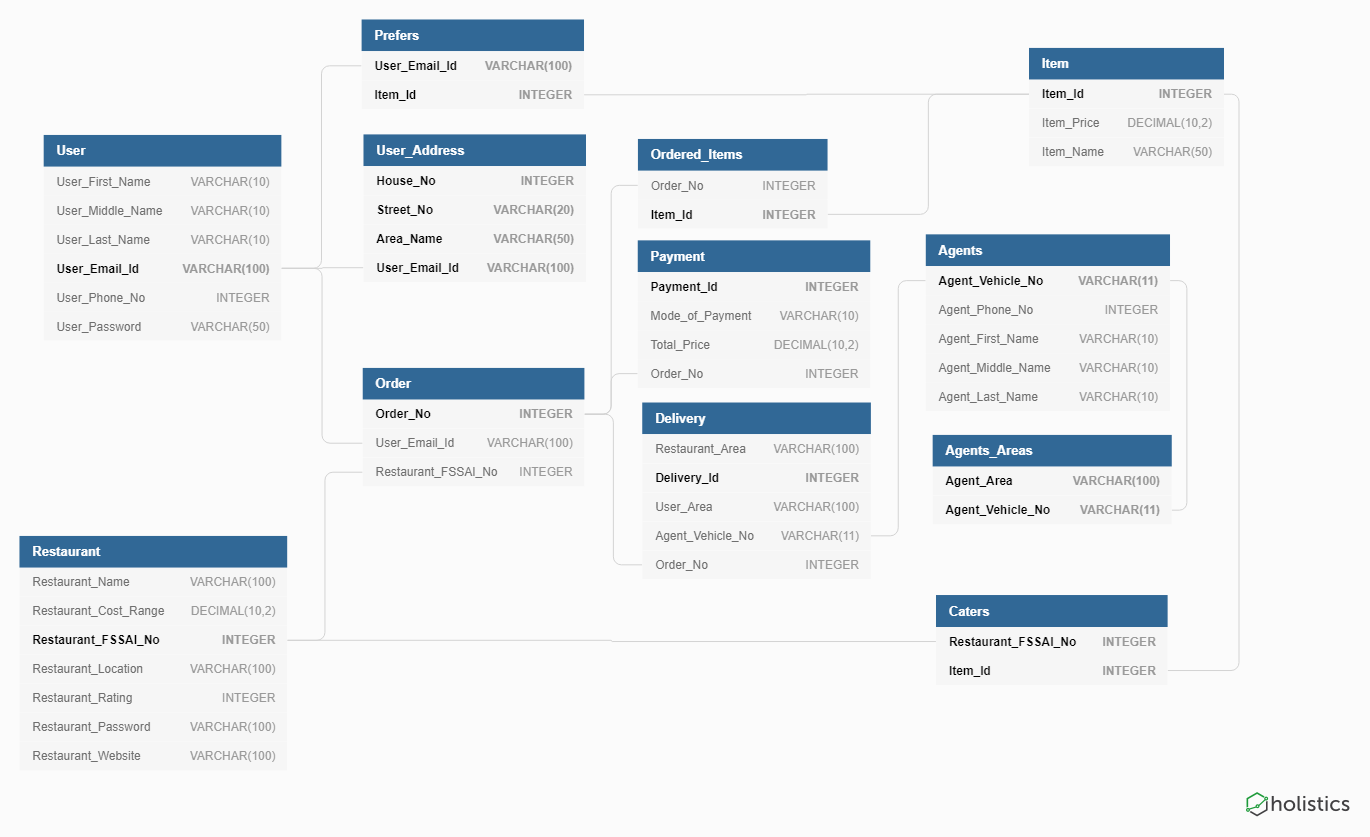 Prefers
User_Email_Id VARCHAR(100)
Item_Id INTEGER
Item
Item_Id INTEGER
Item_Price DECIMAL(10,2)
Item_Name VARCHAR(50)
User
User_First_Name VARCHAR(10)
User_Middle_Name VARCHAR(10)
User_Last_Name VARCHAR(10)
User_Email_Id VARCHAR(100)
User_Phone_No INTEGER
User_Password VARCHAR(50)
User_Address
House_No INTEGER
Street_No VARCHAR(20)
Area_Name VARCHAR(50)
User_Email_Id VARCHAR(100)
Ordered_Items
Order_No INTEGER
Item_Id INTEGER
Payment
Payment_Id INTEGER
Mode_of_Payment VARCHAR(10)
Total_Price DECIMAL(10,2)
Order_No INTEGER
Agents
Agent_Vehicle_No VARCHAR(11)
Agent_Phone_No INTEGER
Agent_First_Name VARCHAR(10)
Agent_Middle_Name VARCHAR(10)
Agent_Last_Name VARCHAR(10)
Order
Order_No INTEGER
User_Email_Id VARCHAR(100)
Restaurant_FSSAI_No INTEGER
Delivery
Restaurant_Area VARCHAR(100)
Delivery_Id INTEGER
User_Area VARCHAR(100)
Agent_Vehicle_No VARCHAR(11)
Order_No INTEGER
Agents_Areas
Agent_Area VARCHAR(100)
Agent_Vehicle_No VARCHAR(11)
Restaurant
Restaurant_Name VARCHAR(100)
Restaurant_Cost_Range DECIMAL(10,2)
Restaurant_FSSAI_No INTEGER
Restaurant_Location VARCHAR(100)
Restaurant_Rating INTEGER
Restaurant_Password VARCHAR(100)
Restaurant_Website VARCHAR(100)
Caters
Restaurant_FSSAI_No INTEGER
Item_Id INTEGER
holistics